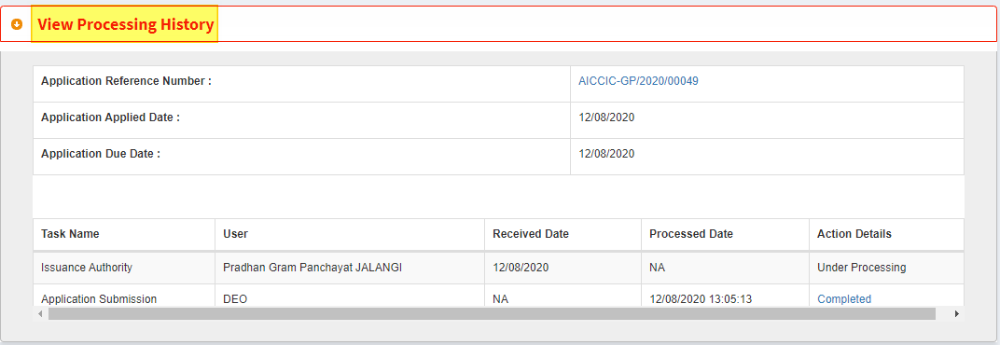 View Processing History
Application Reference Number : AICCIC-GP/2020/00049
Application Applied Date : 12/08/2020
Application Due Date : 12/08/2020
Task Name User Received Date Processed Date Action Details
Issuance Authority Pradhan Gram Panchayat JALANGI 12/08/2020 NA Under Processing
Application Submission DEO NA 12/08/2020 13:05:13 Completed